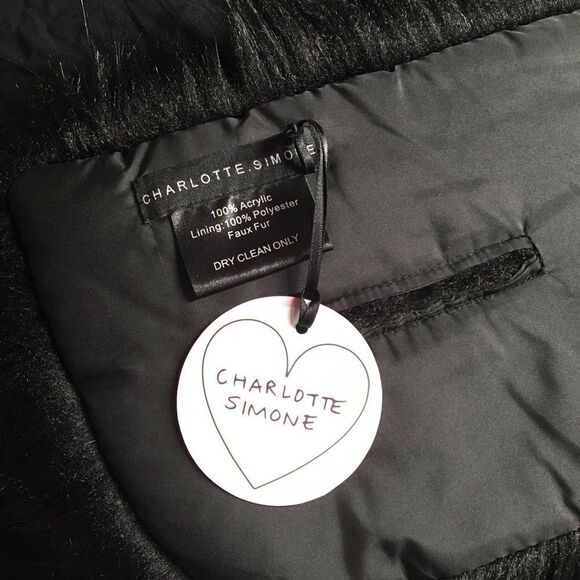 CHARLOTTE.SIMONE
100% Acrylic
Lining:100% Polyester
Faux Fur
DRY CLEAN ONLY
CHARLOTTE
SIMONE